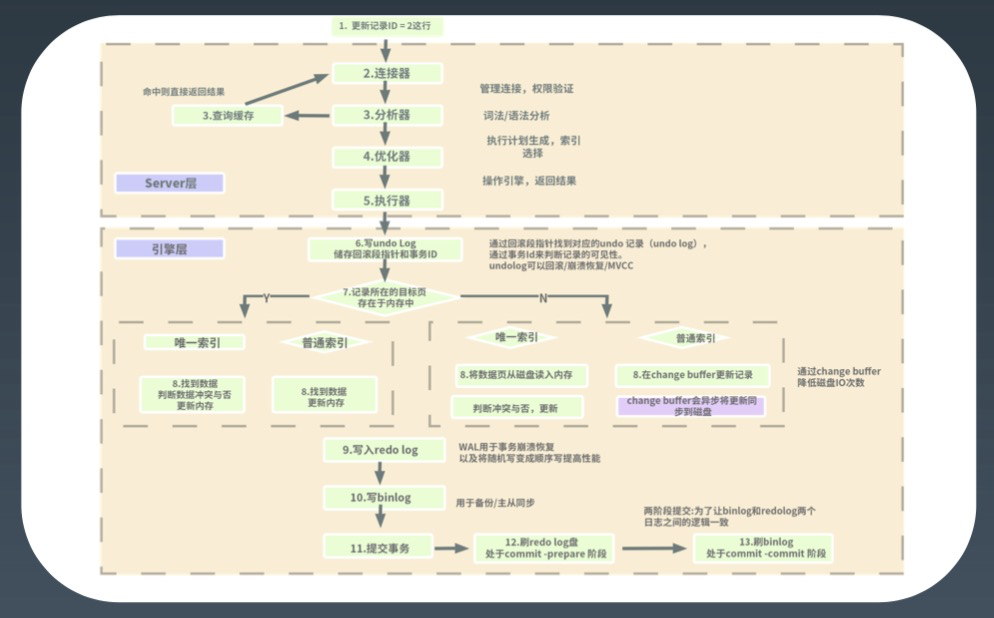 1. 更新记录ID = 2这行
2.连接器
管理连接，权限验证
命中则直接返回结果
3.查询缓存
3.分析器
词法/语法分析
执行计划生成，索引
选择
4.优化器
操作引擎，返回结果
Server层
5.执行器
引擎层
6.写undo Log
储存回滚段指针和事务ID
通过回滚段指针找到对应的undo 记录（undo log），
通过事务Id来判断记录的可见性。
undolog可以回滚/崩溃恢复/MVCC
7.记录所在的目标页
存在于内存中
Y
N
唯一索引
普通索引
唯一索引
普通索引
8.找到数据
判断数据冲突与否
更新内存
8.找到数据
更新内存
8.将数据页从磁盘读入内存
8.在change buffer更新记录
通过change buffer
降低磁盘IO次数
判断冲突与否，更新
change buffer会异步将更新同
步到磁盘
9.写入redo log
WAL用于事务崩溃恢复
以及将随机写变成顺序写提高性能
10.写binlog
用于备份/主从同步
两阶段提交:为了让binlog和redolog两个
日志之间的逻辑一致
11.提交事务
12.刷redo log盘
处于commit -prepare 阶段
13.刷binlog
处于commit -commit 阶段